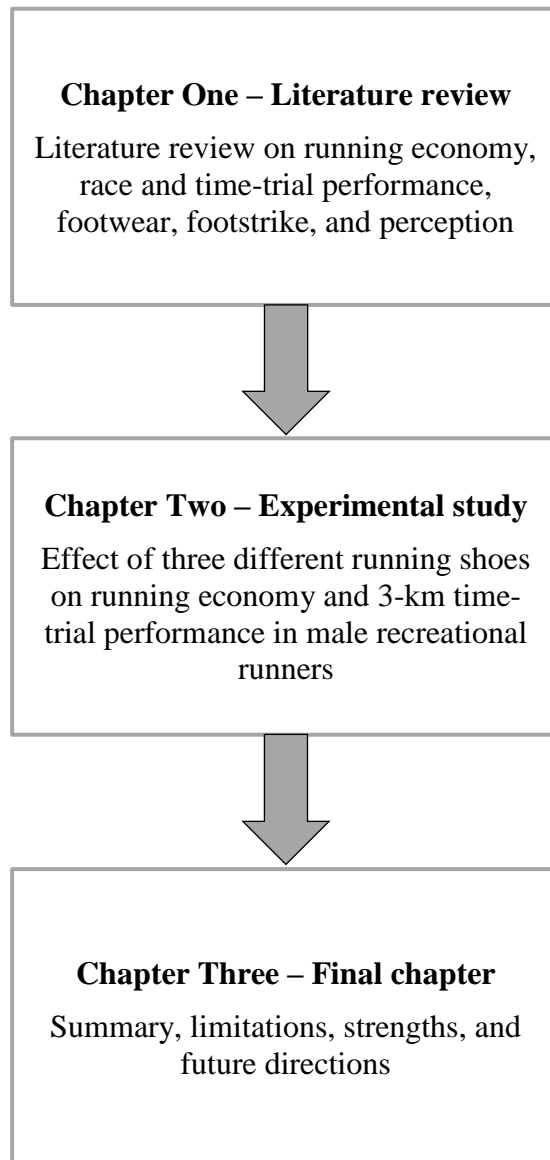 Chapter One – Literature review
Literature review on running economy,
race and time-trial performance,
footwear, footstrike, and perception
Chapter Two – Experimental study
Effect of three different running shoes
on running economy and 3-km time-
trial performance in male recreational
runners
Chapter Three – Final chapter
Summary, limitations, strengths, and
future directions